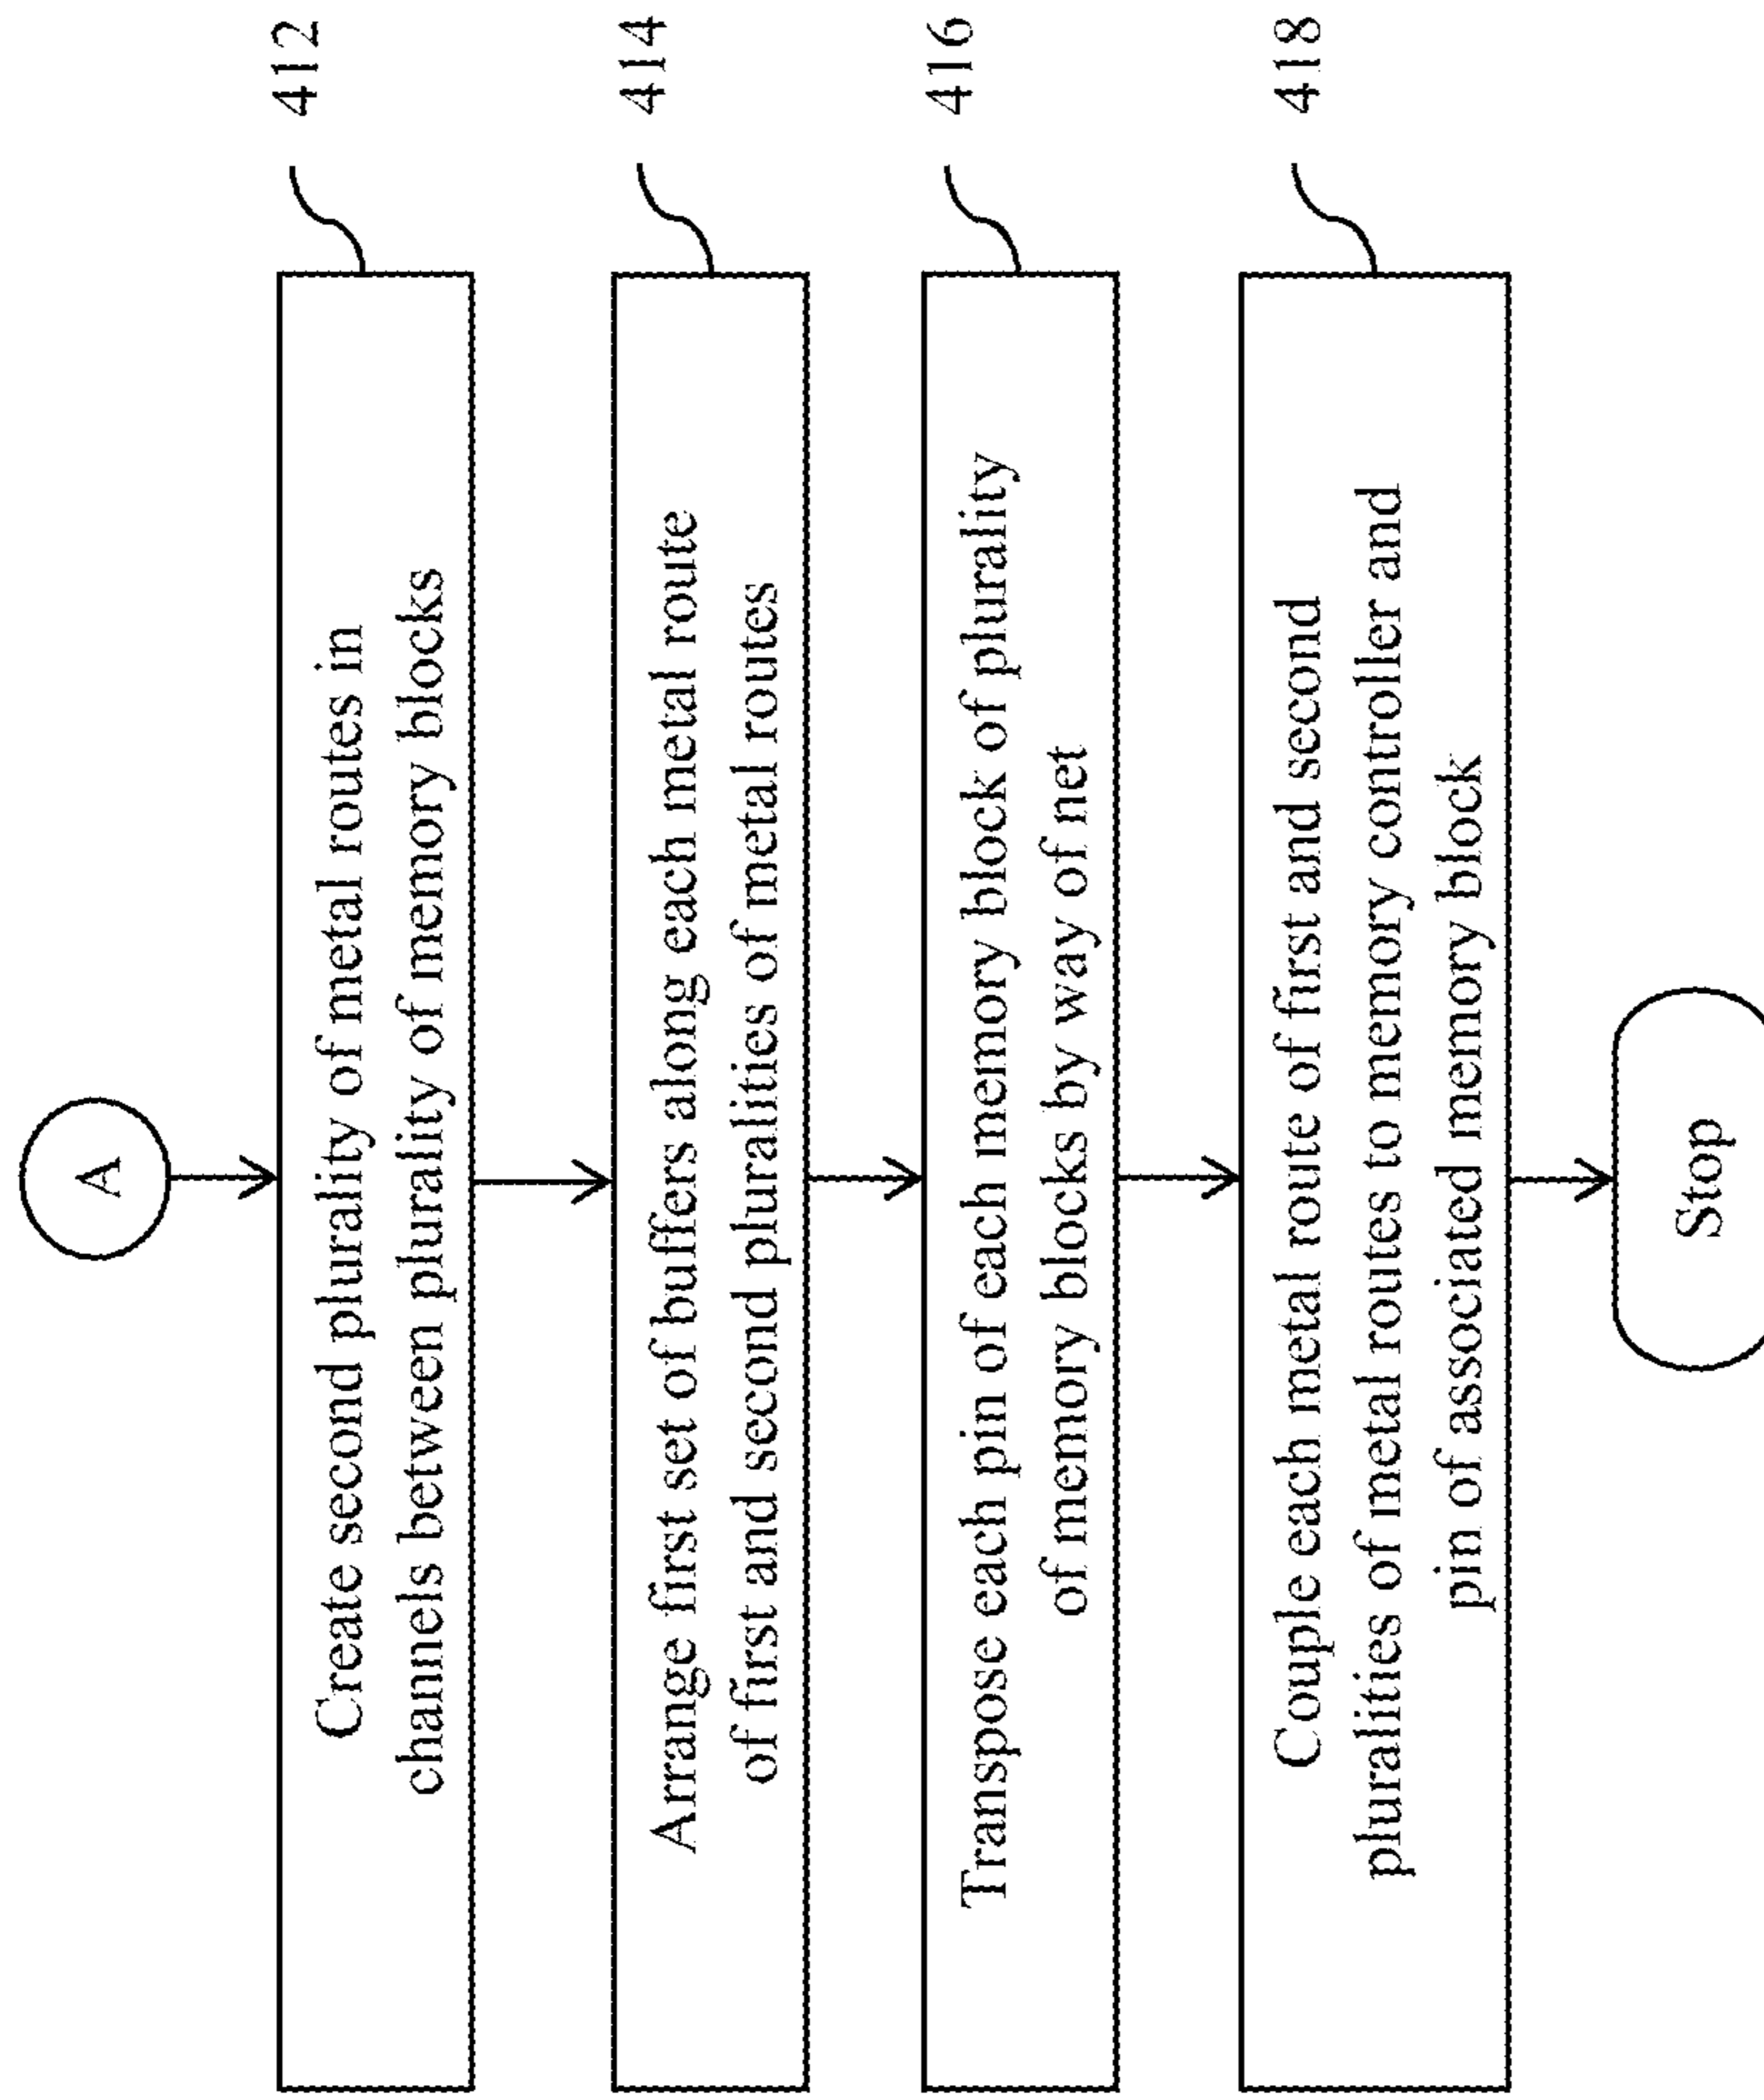 A
Create second plurality of metal routes in
channels between plurality of memory blocks
412
Arrange first set of buffers along each metal route
of first and second pluralities of metal routes
414
Transpose each pin of each memory block of plurality
of memory blocks by way of net
416
Couple each metal route of first and second
pluralities of metal routes to memory controller and
pin of associated memory block
418
Stop